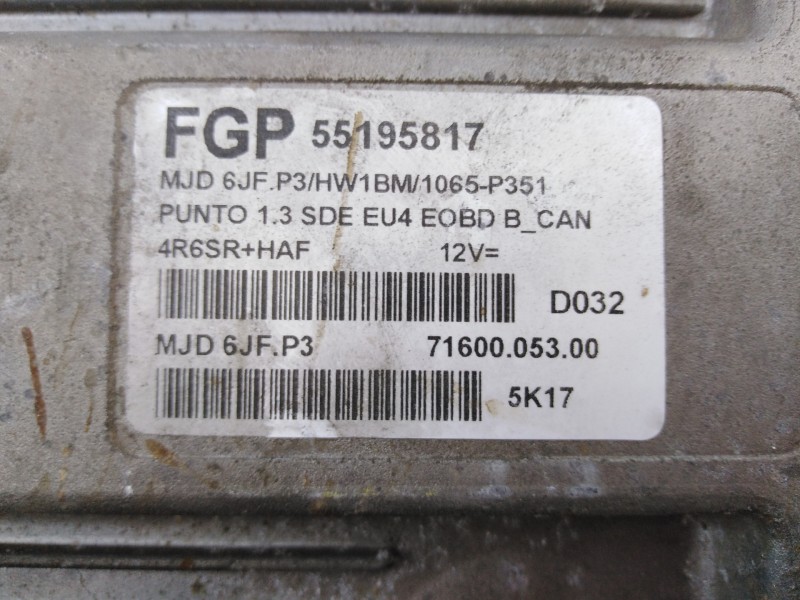 FGP 55195817
MJD 6JF.P3/HW1BM/1065-P351
PUNTO 1.3 SDE EU4 EOBD B_CAN
4R6SR+HAF 12V=
D032
MJD 6JF.P3 71600.053.00
5K17